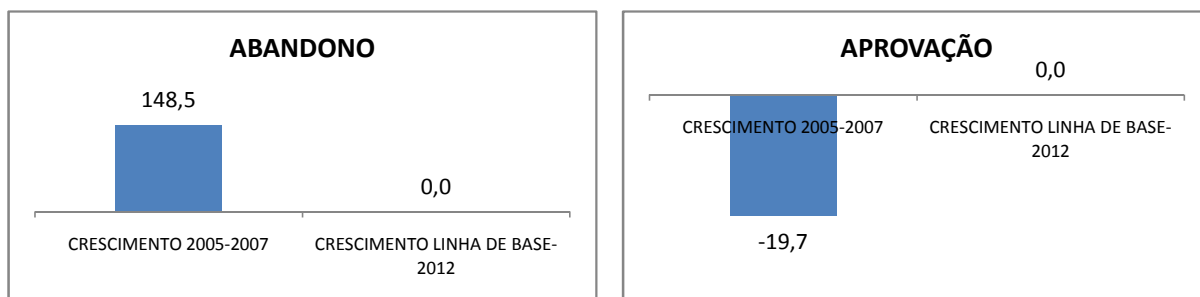 ABANDONO
148,5
0,0
CRESCIMENTO 2005-2007
CRESCIMENTO LINHA DE BASE-
2012
APROVAÇÃO
0,0
CRESCIMENTO 2005-2007
CRESCIMENTO LINHA DE BASE-
2012
-19,7